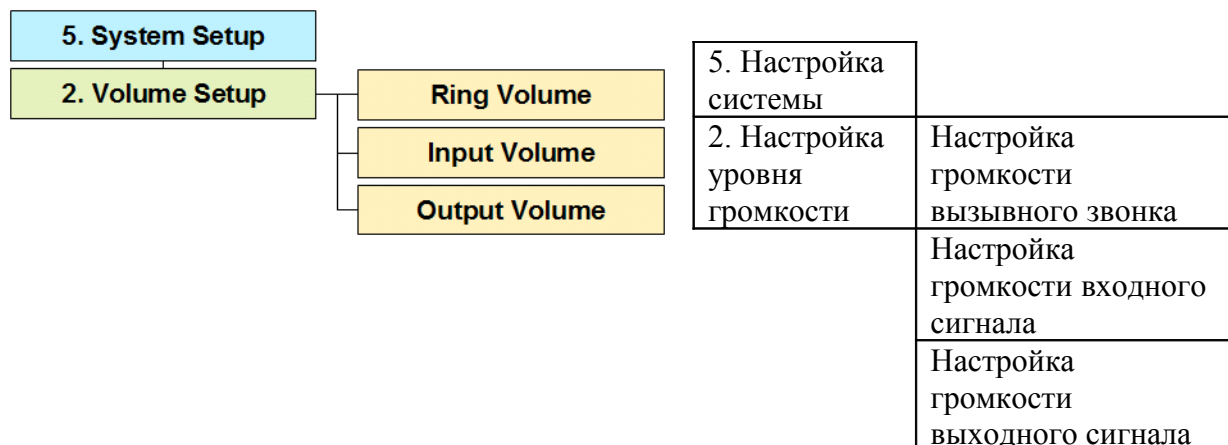 5. System Setup
2. Volume Setup
Ring Volume
Input Volume
Output Volume
5. Настройка
системы
2. Настройка
уровня
громкости
Настройка
громкости
вызывного звонка
Настройка
громкости входного
сигнала
Настройка
громкости
выходного сигнала